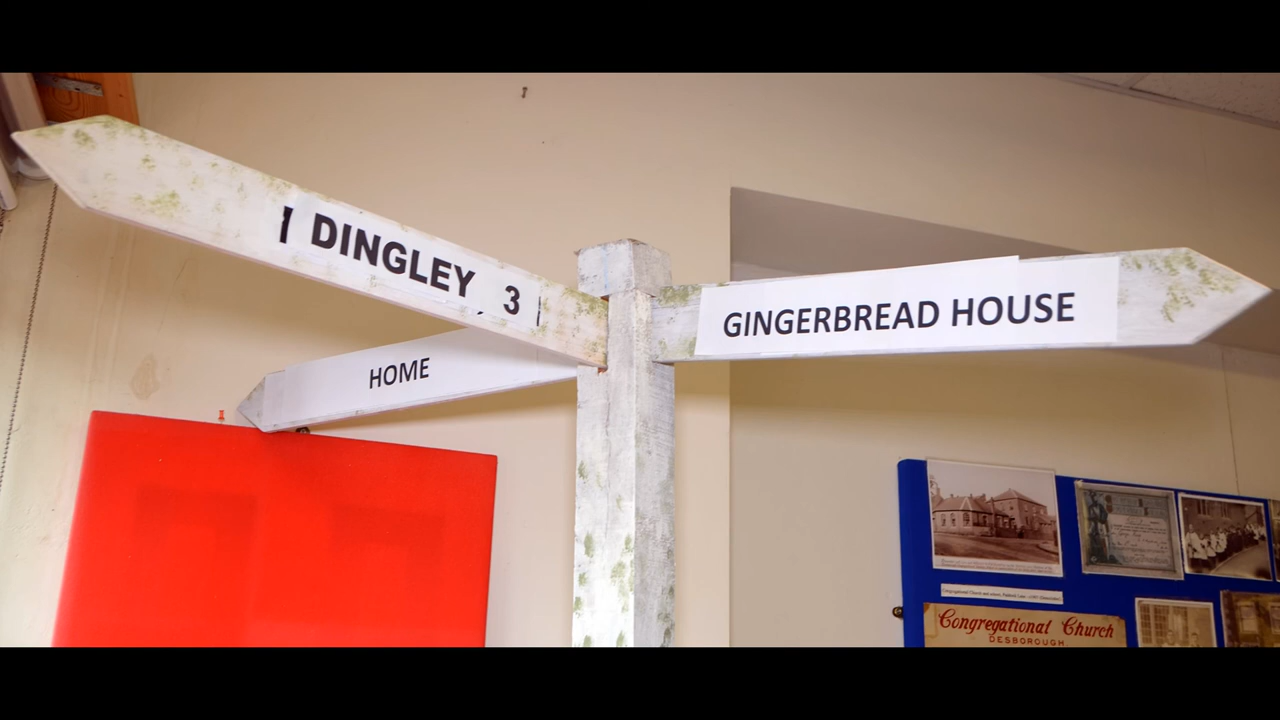 DINGLEY 3
GINGERBREAD HOUSE
HOME
Congregational Church
DESBOROUGH